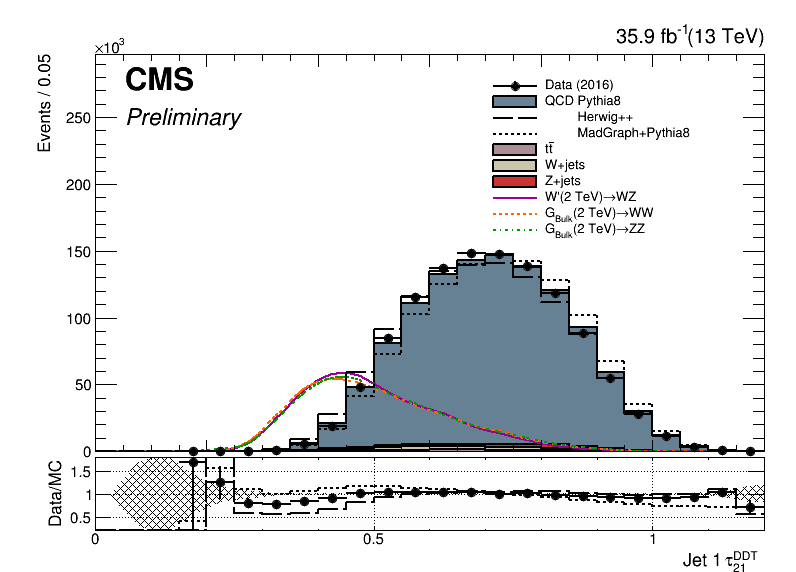 35.9 fb⁻¹(13 TeV)
×10³
Events / 0.05
CMS
Preliminary
Data (2016)
QCD Pythia8
Herwig++
MadGraph+Pythia8
tt̄
W+jets
Z+jets
W'(2 TeV)→WZ
G_Bulk(2 TeV)→WW
G_Bulk(2 TeV)→ZZ
250
200
150
100
50
0
Data/MC
1.5
1
0.5
0
0.5
1
Jet 1 τ₂₁ᴰᴰᵀ